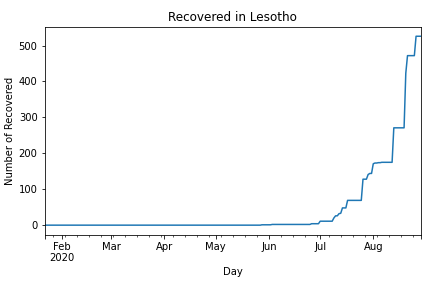 Recovered in Lesotho
Number of Recovered
500
400
300
200
100
0
Feb Mar Apr May Jun Jul Aug
2020
Day